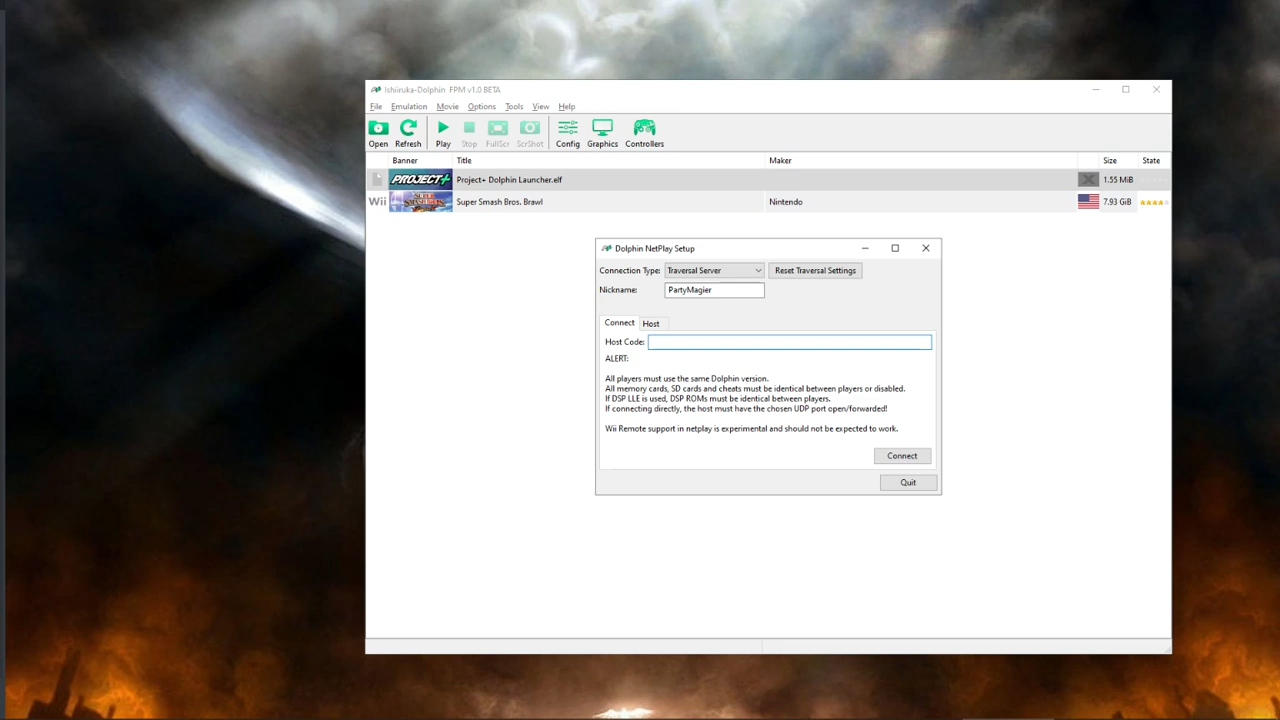 Ishiiruka-Dolphin FPM v1.0 BETA
File Emulation Movie Options Tools View Help
Open Refresh Play Stop FullScr ScrShot Config Graphics Controllers
Banner Title Maker Size State
PROJECT+ Project+ Dolphin Launcher.elf 1.55 MiB
Wii SUPER SMASH BROS. Super Smash Bros. Brawl Nintendo 7.93 GiB
Dolphin NetPlay Setup
Connection Type: Traversal Server Reset Traversal Settings
Nickname: PartyMagier
Connect Host
Host Code:
ALERT:
All players must use the same Dolphin version.
All memory cards, SD cards and cheats must be identical between players or disabled.
If DSP LLE is used, DSP ROMs must be identical between players.
If connecting directly, the host must have the chosen UDP port open/forwarded!
Wii Remote support in netplay is experimental and should not be expected to work.
Connect
Quit